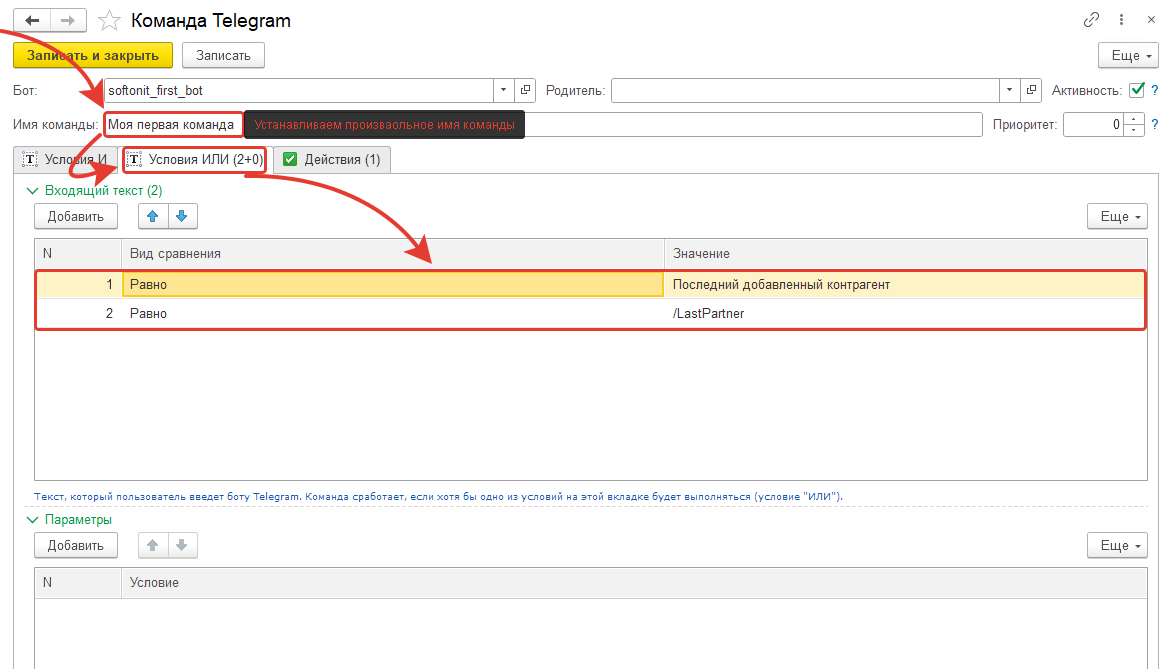 Команда Telegram
Записать и закрыть Записать Еще
Бот: softonit_first_bot Родитель: Активность: ?
Имя команды: Моя первая команда Устанавливаем произваольное имя команды Приоритет: 0 ?
T Условия И T Условия ИЛИ (2+0) Действия (1)
Входящий текст (2)
Добавить Еще
N Вид сравнения Значение
1 Равно Последний добавленный контрагент
2 Равно /LastPartner
Текст, который пользователь введет боту Telegram. Команда сработает, если хотя бы одно из условий на этой вкладке будет выполняться (условие "ИЛИ").
Параметры
Добавить Еще
N Условие